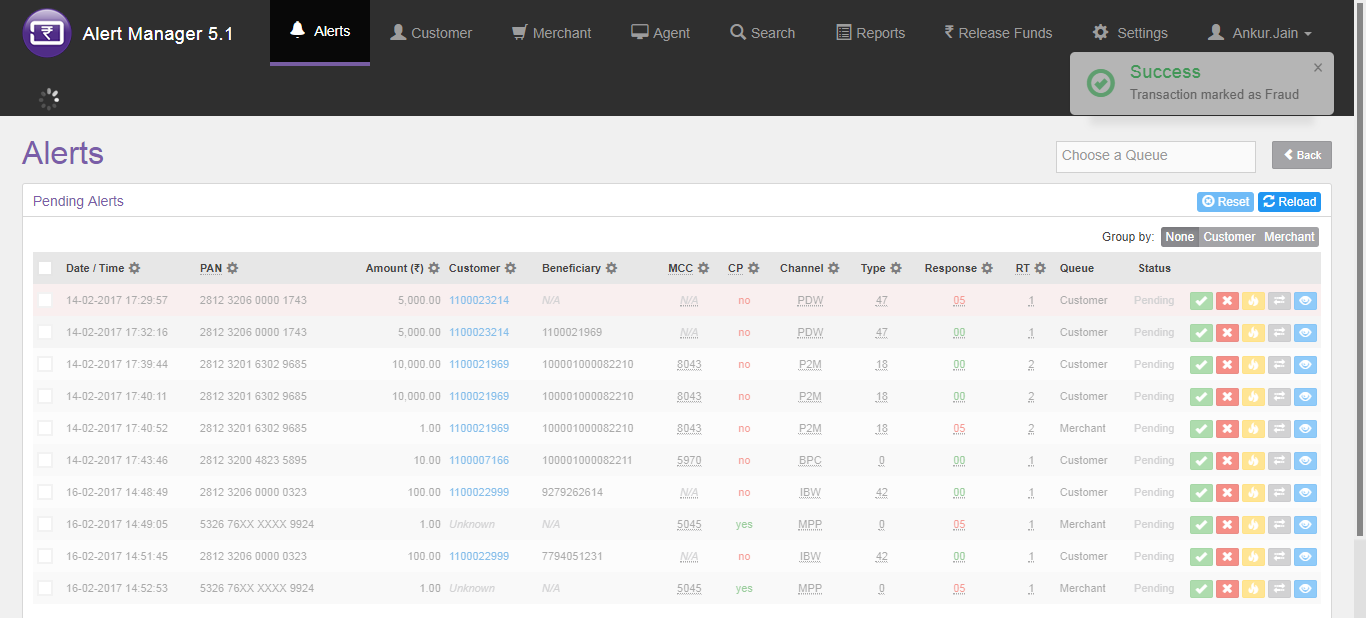 Alert Manager 5.1 Alerts Customer Merchant Agent Search Reports ₹ Release Funds Settings Ankur.Jain
Success ×
Transaction marked as Fraud
Alerts Choose a Queue Back
Pending Alerts Reset Reload
Group by: None Customer Merchant
Date / Time PAN Amount (₹) Customer Beneficiary MCC CP Channel Type Response RT Queue Status
14-02-2017 17:29:57 2812 3206 0000 1743 5,000.00 1100023214 N/A N/A no PDW 47 05 1 Customer Pending
14-02-2017 17:32:16 2812 3206 0000 1743 5,000.00 1100023214 1100021969 N/A no PDW 47 00 1 Customer Pending
14-02-2017 17:39:44 2812 3201 6302 9685 10,000.00 1100021969 100001000082210 8043 no P2M 18 00 2 Customer Pending
14-02-2017 17:40:11 2812 3201 6302 9685 10,000.00 1100021969 100001000082210 8043 no P2M 18 00 2 Customer Pending
14-02-2017 17:40:52 2812 3201 6302 9685 1.00 1100021969 100001000082210 8043 no P2M 18 05 2 Merchant Pending
14-02-2017 17:43:46 2812 3200 4823 5895 10.00 1100007166 100001000082211 5970 no BPC 0 00 1 Customer Pending
16-02-2017 14:48:49 2812 3206 0000 0323 100.00 1100022999 9279262614 N/A no IBW 42 00 1 Customer Pending
16-02-2017 14:49:05 5326 76XX XXXX 9924 1.00 Unknown N/A 5045 yes MPP 0 05 1 Merchant Pending
16-02-2017 14:51:45 2812 3206 0000 0323 100.00 1100022999 7794051231 N/A no IBW 42 00 1 Customer Pending
16-02-2017 14:52:53 5326 76XX XXXX 9924 1.00 Unknown N/A 5045 yes MPP 0 05 1 Merchant Pending